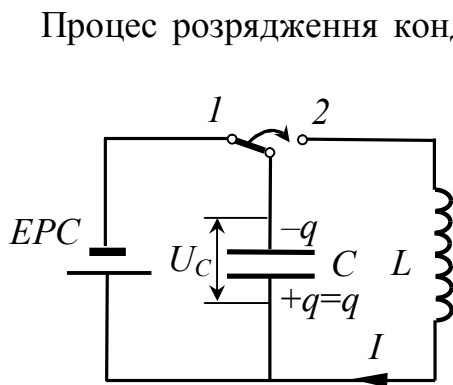 Процес розрядження кон
1 2
ЕРС
U_C
–q
C
L
+q=q
I